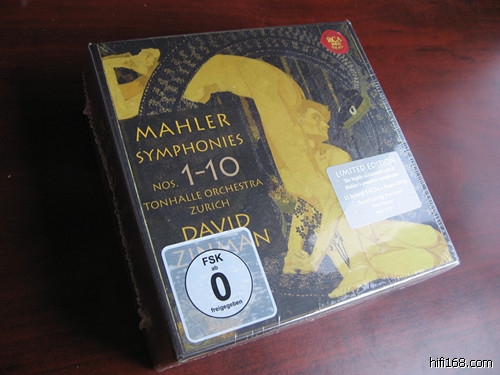 RCA
MAHLER
SYMPHONIES
NOS. 1-10
TONHALLE ORCHESTRA
ZURICH
DAVID
ZINMAN
LIMITED EDITION
FSK
ab
0
freigegeben
hifi168.com